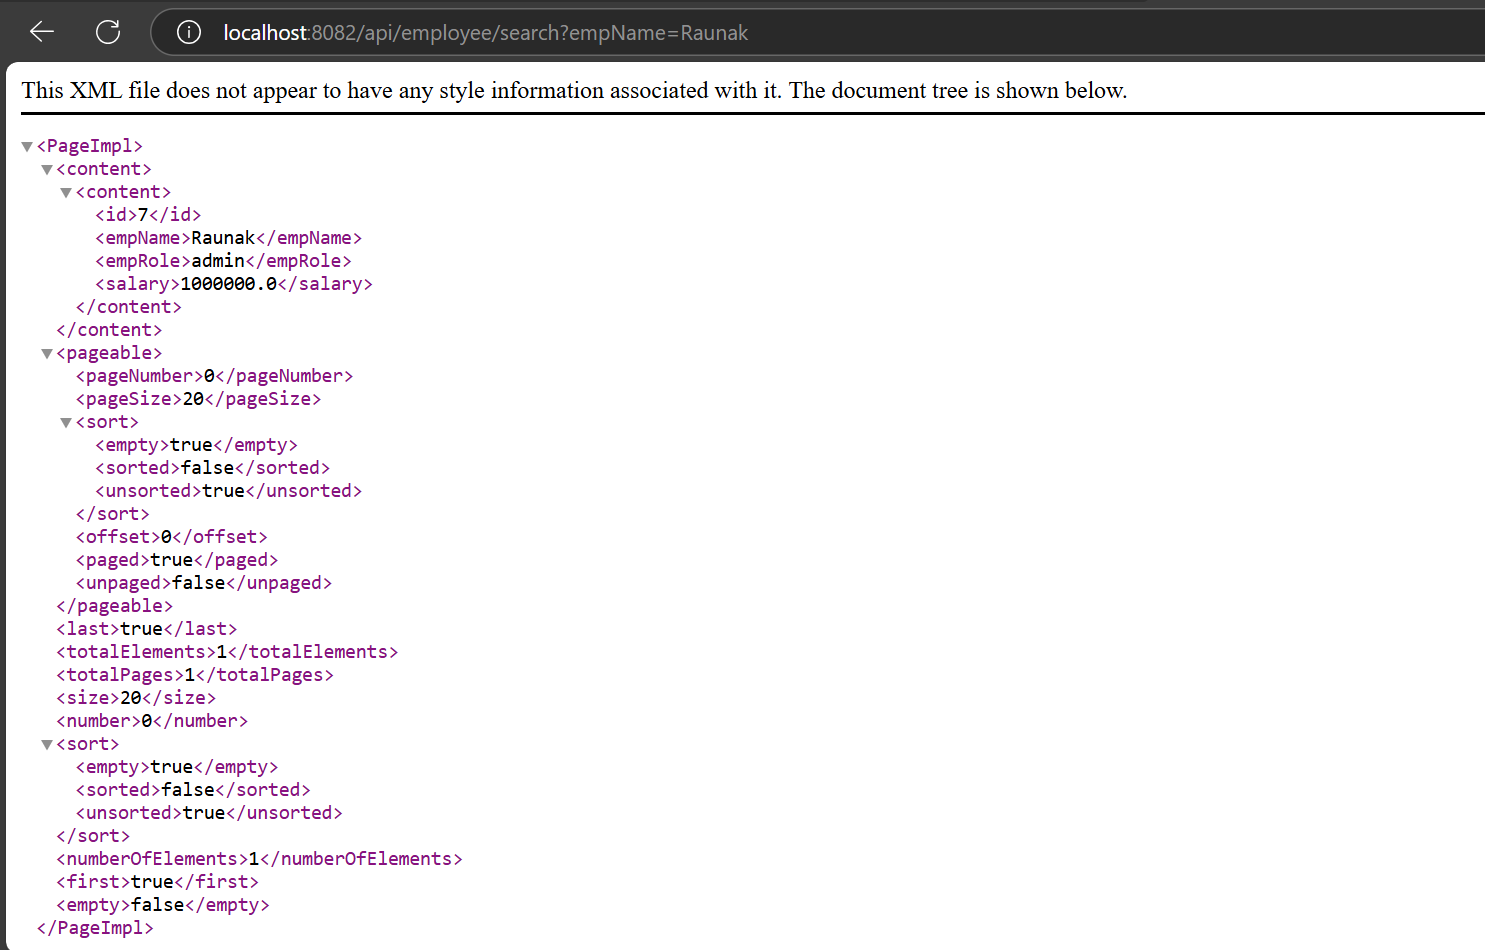 localhost:8082/api/employee/search?empName=Raunak
This XML file does not appear to have any style information associated with it. The document tree is shown below.
<PageImpl>
<content>
<content>
<id>7</id>
<empName>Raunak</empName>
<empRole>admin</empRole>
<salary>1000000.0</salary>
</content>
</content>
<pageable>
<pageNumber>0</pageNumber>
<pageSize>20</pageSize>
<sort>
<empty>true</empty>
<sorted>false</sorted>
<unsorted>true</unsorted>
</sort>
<offset>0</offset>
<paged>true</paged>
<unpaged>false</unpaged>
</pageable>
<last>true</last>
<totalElements>1</totalElements>
<totalPages>1</totalPages>
<size>20</size>
<number>0</number>
<sort>
<empty>true</empty>
<sorted>false</sorted>
<unsorted>true</unsorted>
</sort>
<numberOfElements>1</numberOfElements>
<first>true</first>
<empty>false</empty>
</PageImpl>